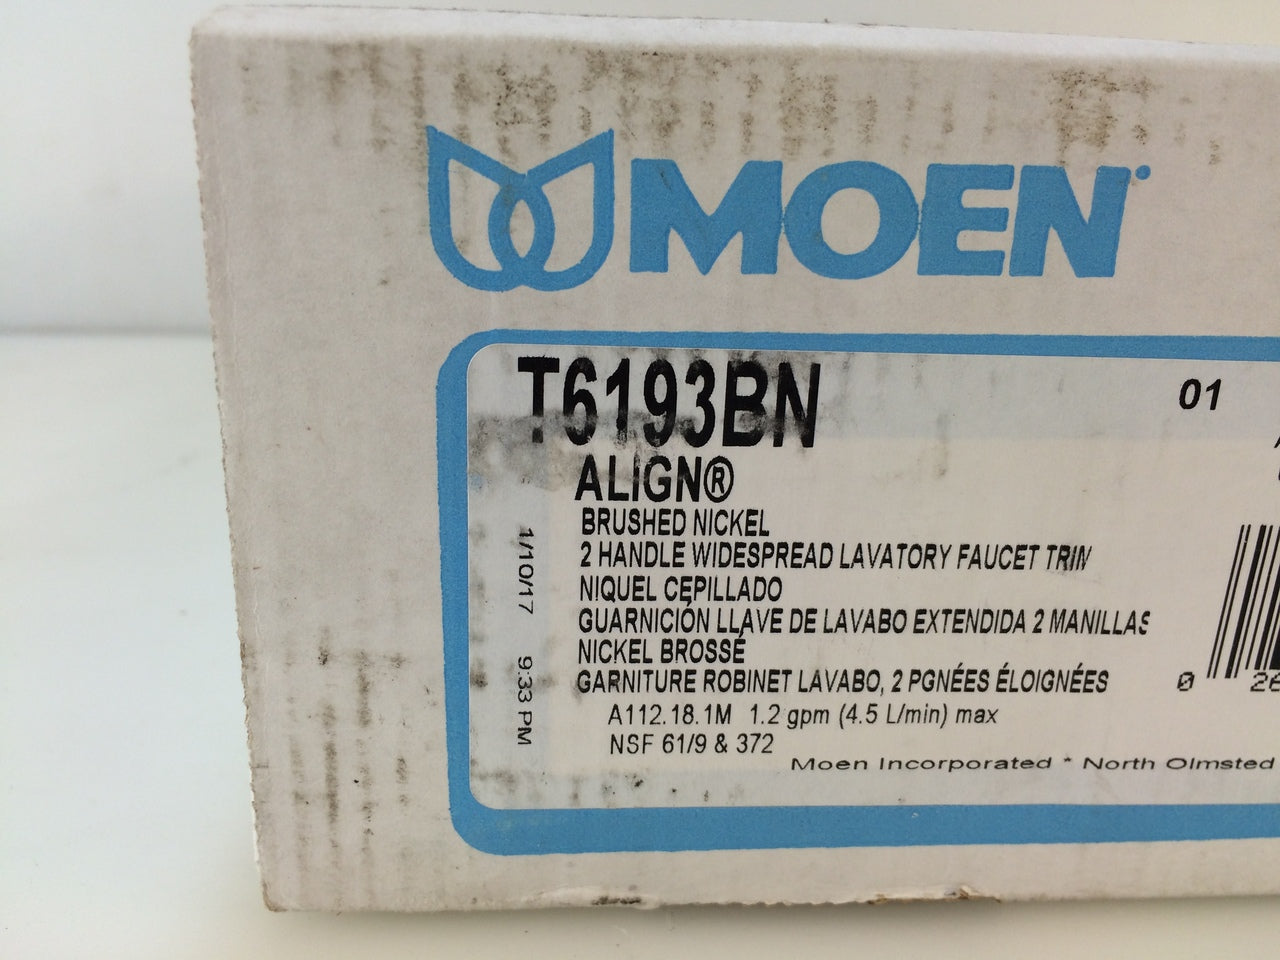 MOEN
T6193BN
01
ALIGN®
BRUSHED NICKEL
2 HANDLE WIDESPREAD LAVATORY FAUCET TRIM
NIQUEL CEPILLADO
GUARNICIÓN LLAVE DE LAVABO EXTENDIDA 2 MANILLAS
NICKEL BROSSÉ
GARNITURE ROBINET LAVABO, 2 PGNÉES ÉLOIGNÉES
A112.18.1M 1.2 gpm (4.5 L/min) max
NSF 61/9 & 372
Moen Incorporated * North Olmsted
1/10/17 9:33 PM
0 26